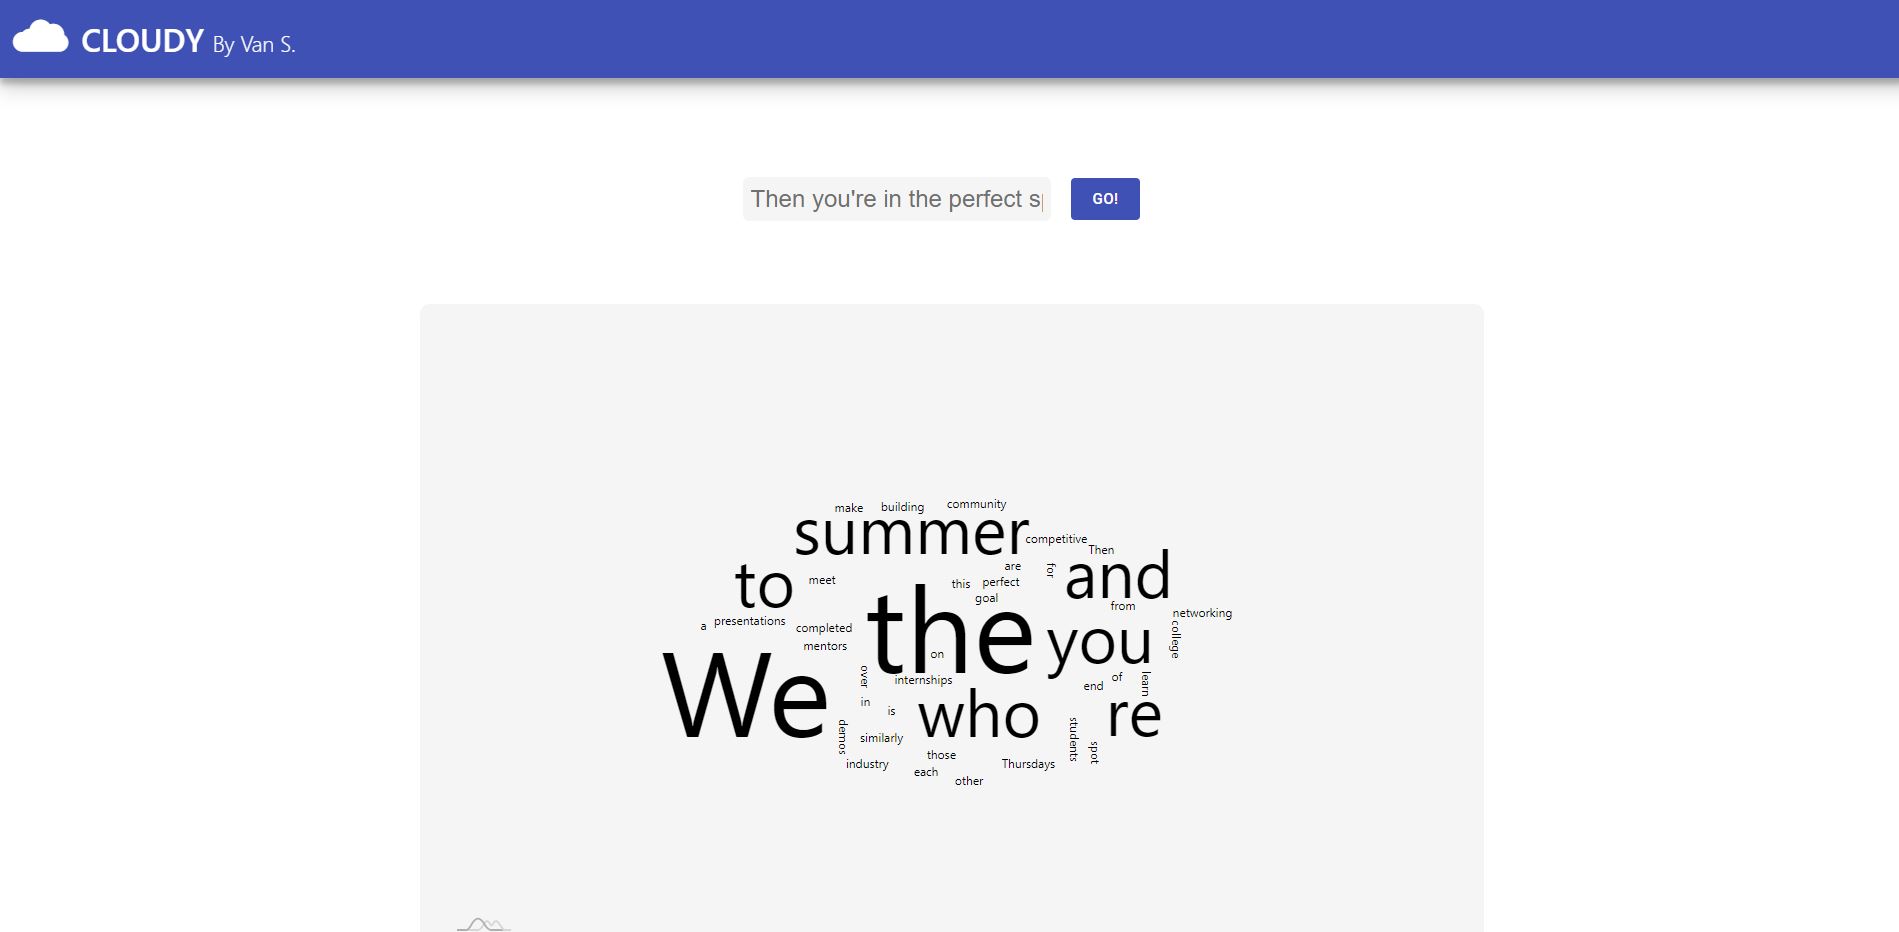 CLOUDY By Van S.
Then you're in the perfect s
GO!
make building community
summer
competitive
Then
to
meet
are
for
and
this perfect
goal
from
networking
a presentations
completed
the
you
college
mentors
on
We
over
internships
of
learn
end
in
is
who
re
demos
similarly
students
spot
those
industry
Thursdays
each
other